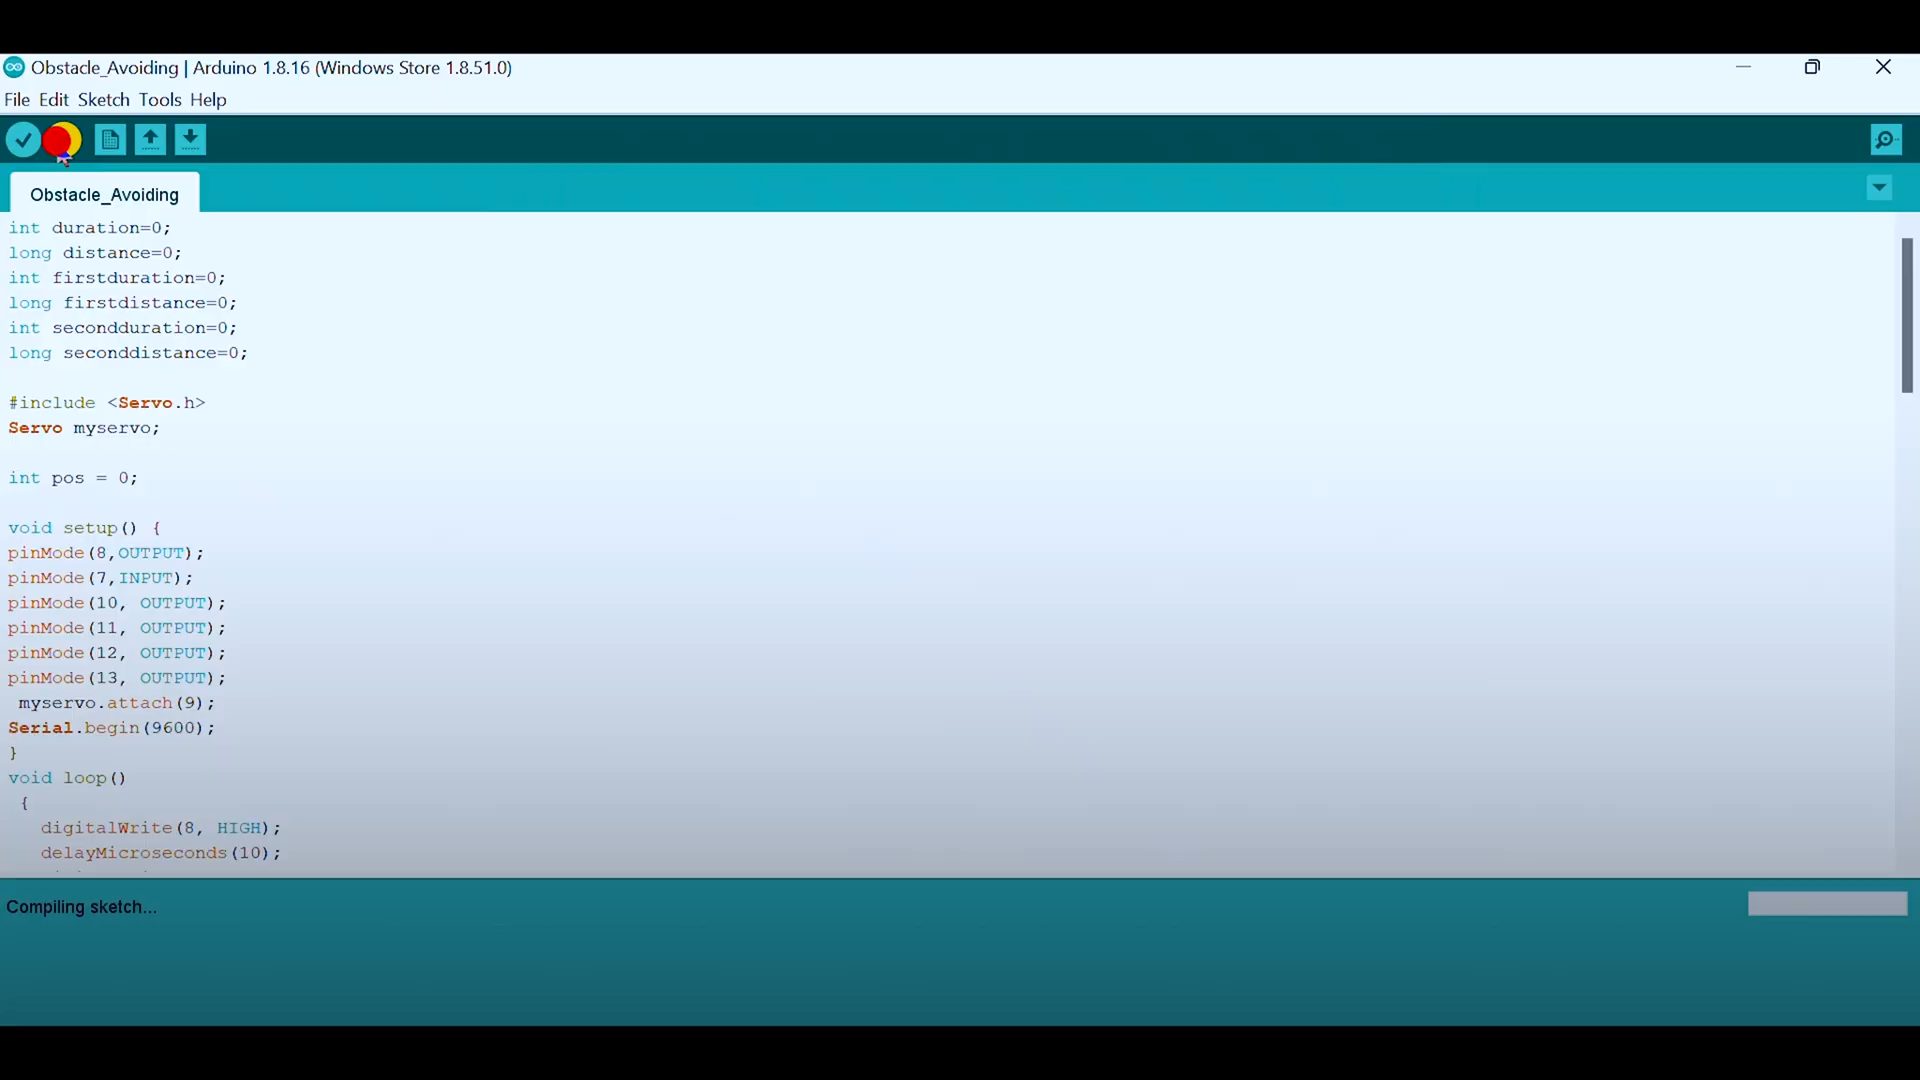 Obstacle_Avoiding | Arduino 1.8.16 (Windows Store 1.8.51.0)
File Edit Sketch Tools Help
Obstacle_Avoiding
int duration=0;
long distance=0;
int firstduration=0;
long firstdistance=0;
int secondduration=0;
long seconddistance=0;
#include <Servo.h>
Servo myservo;
int pos = 0;
void setup() {
pinMode(8,OUTPUT);
pinMode(7,INPUT);
pinMode(10, OUTPUT);
pinMode(11, OUTPUT);
pinMode(12, OUTPUT);
pinMode(13, OUTPUT);
myservo.attach(9);
Serial.begin(9600);
}
void loop()
{
digitalWrite(8, HIGH);
delayMicroseconds(10);
Compiling sketch...